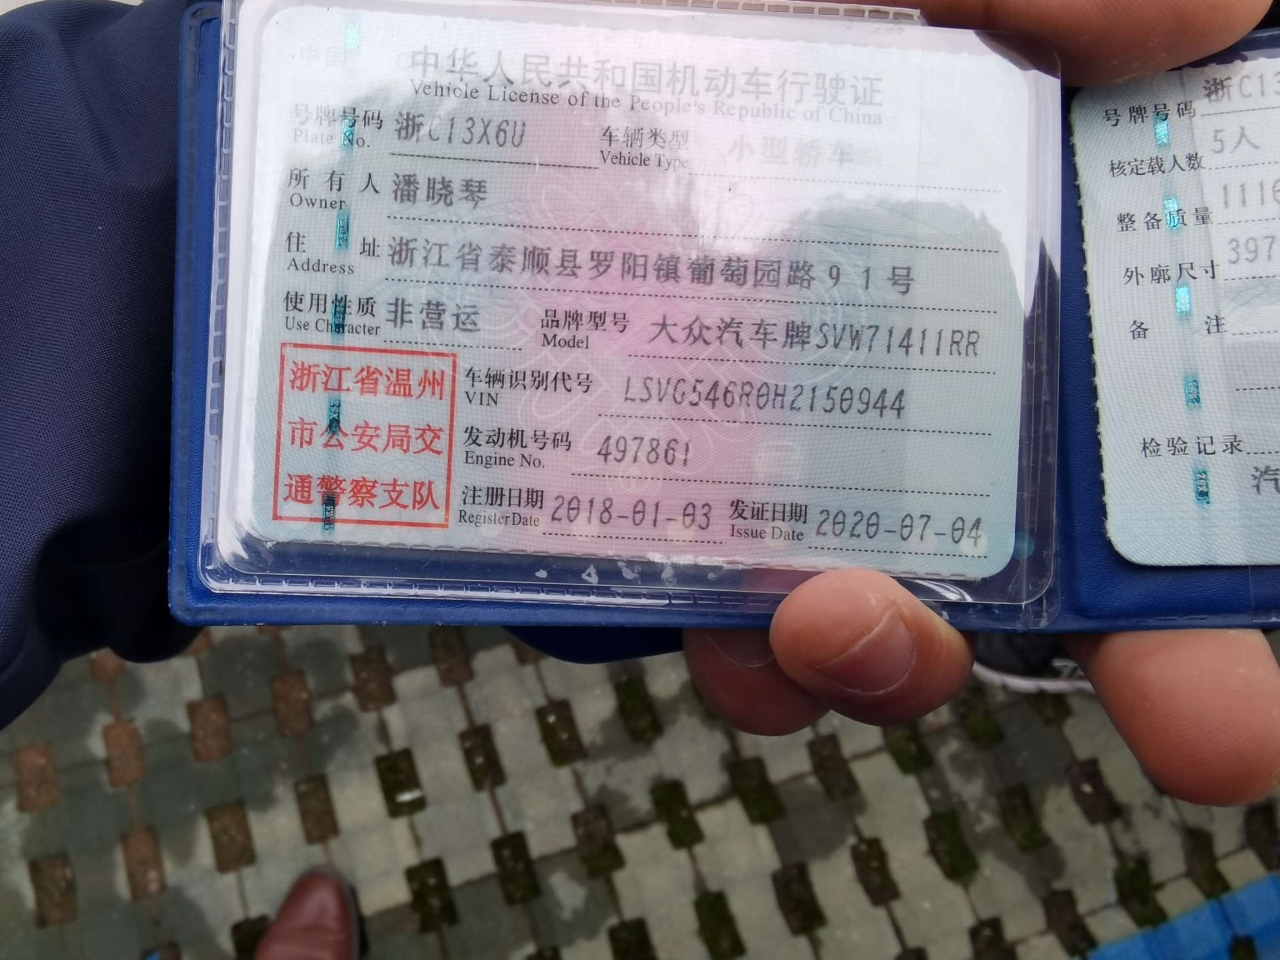 中华人民共和国机动车行驶证
Vehicle License of the People's Republic of China
号牌号码 浙C13X6U 车辆类型 小型轿车
Plate No. Vehicle Type
所有人 潘晓琴
Owner
住址 浙江省泰顺县罗阳镇葡萄园路91号
Address
使用性质 非营运 品牌型号 大众汽车牌SVW71411RR
Use Character Model
浙江省温州
市公安局交
通警察支队
车辆识别代号 LSVG546R0H2150944
VIN
发动机号码 497861
Engine No.
注册日期 2018-01-03 发证日期 2020-07-04
Register Date Issue Date
号牌号码 浙C13
核定载人数 5人
整备质量 111
外廓尺寸 397
备注
检验记录
汽